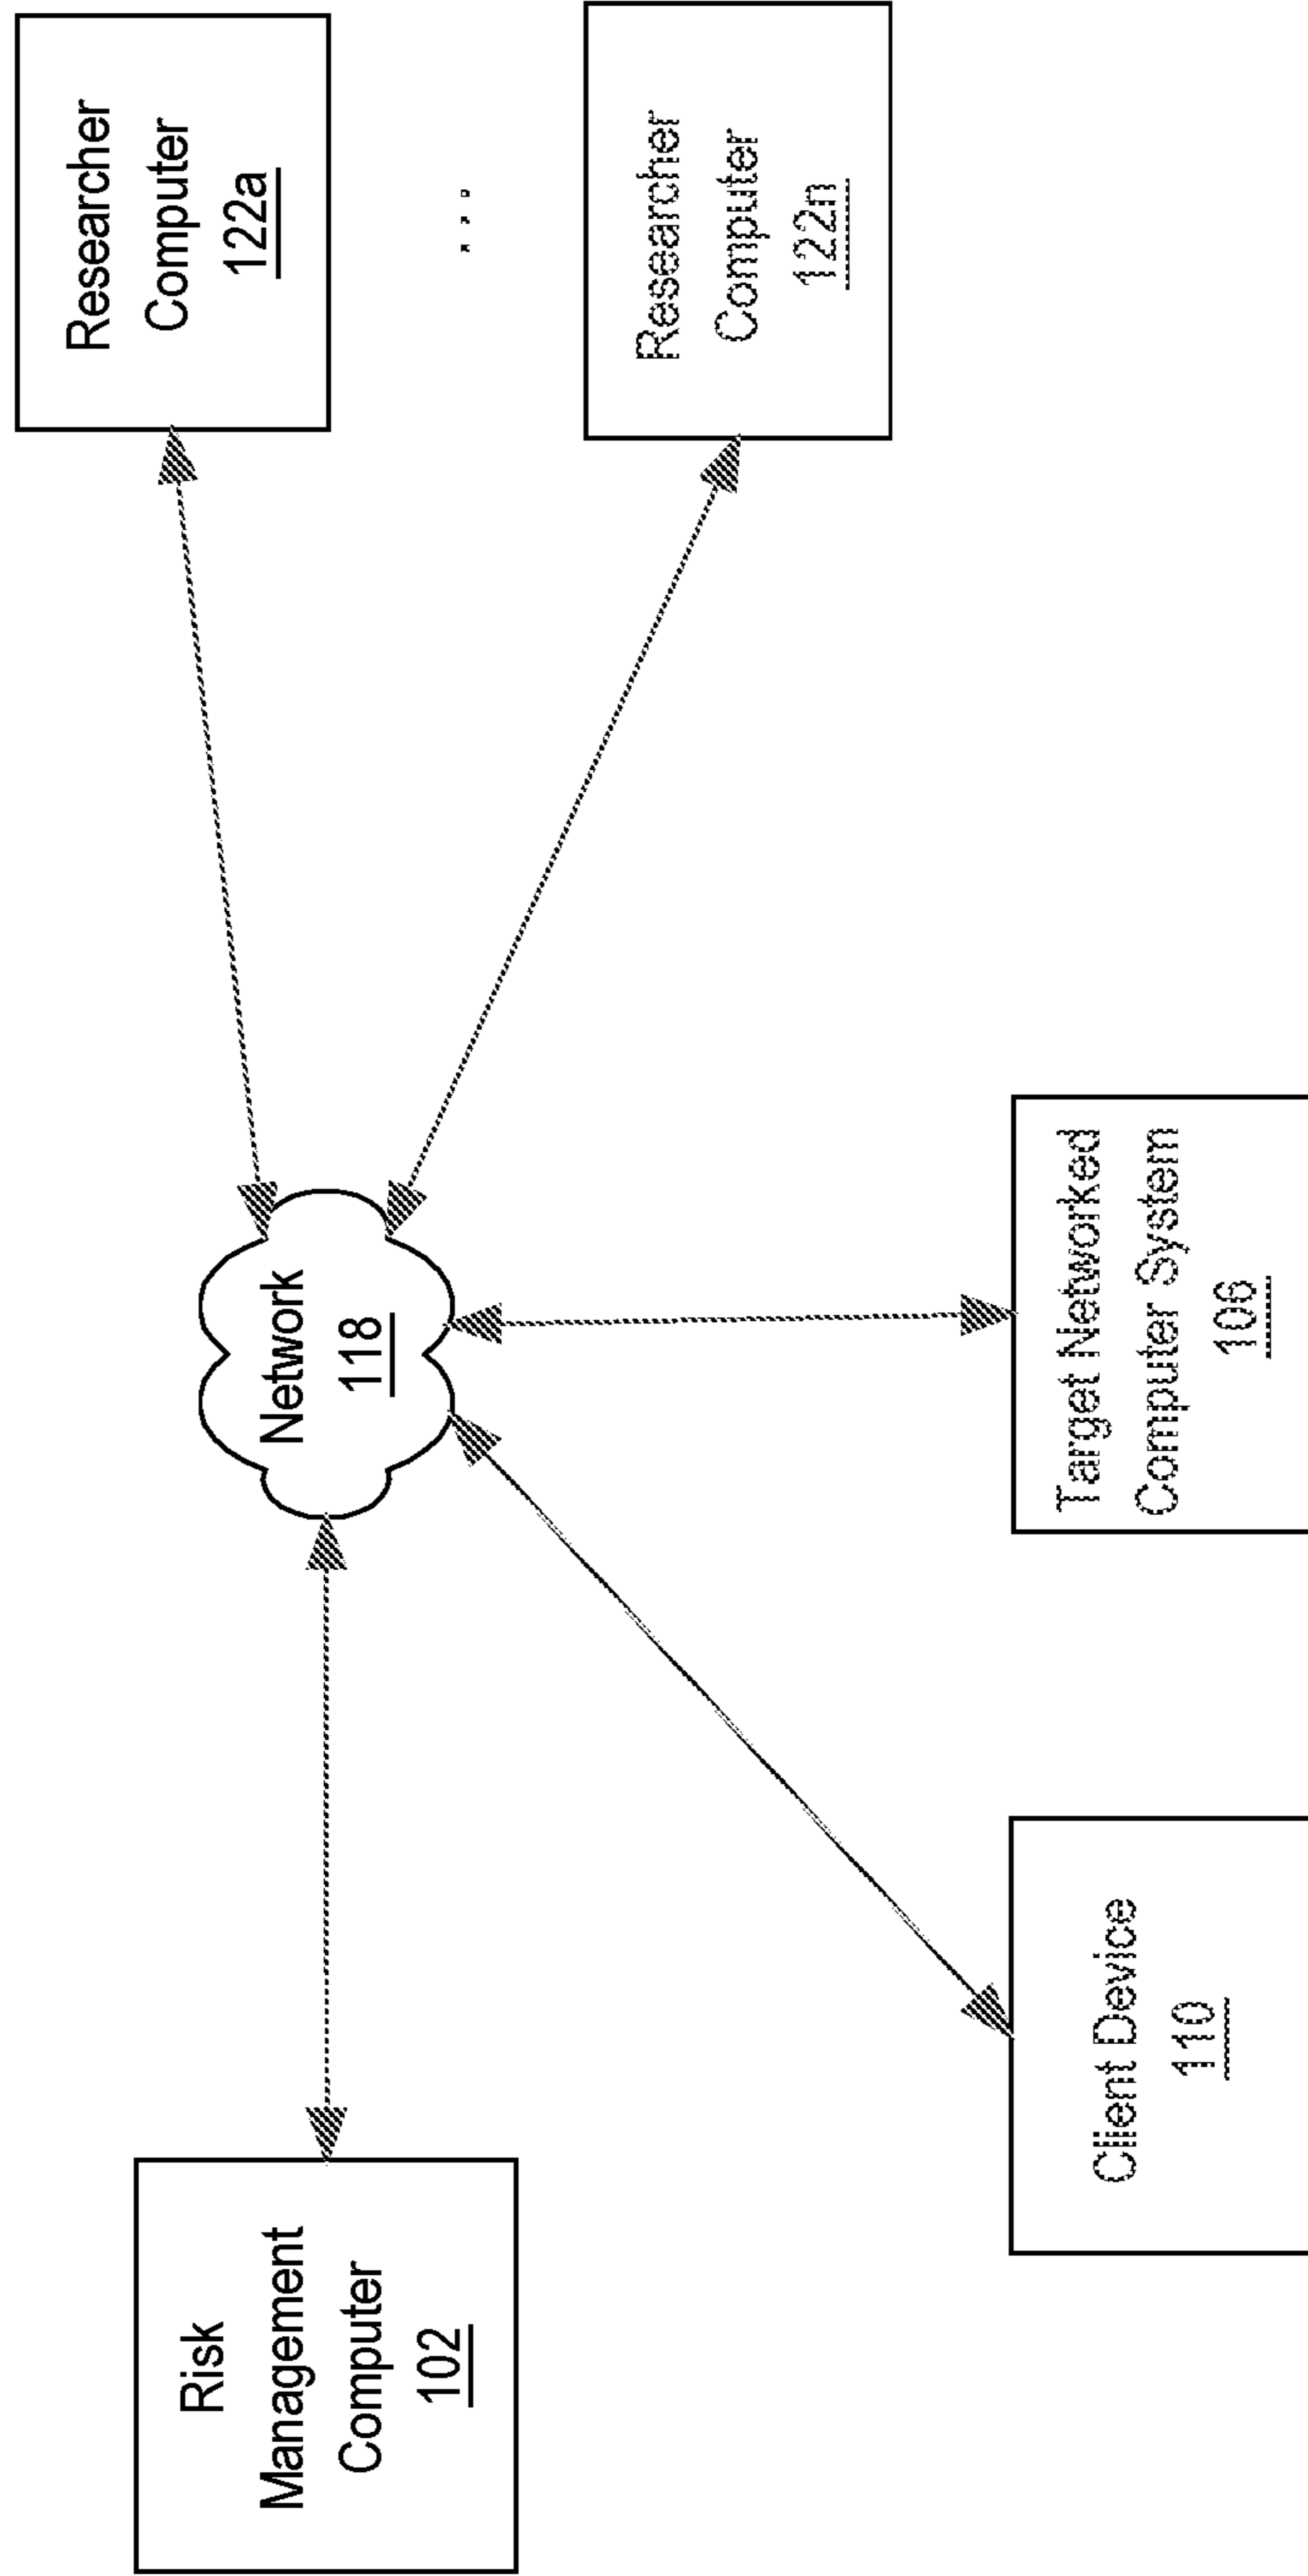 Risk
Management
Computer
102
Network
118
Researcher
Computer
122a
...
Researcher
Computer
122n
Client Device
110
Target Networked
Computer System
106